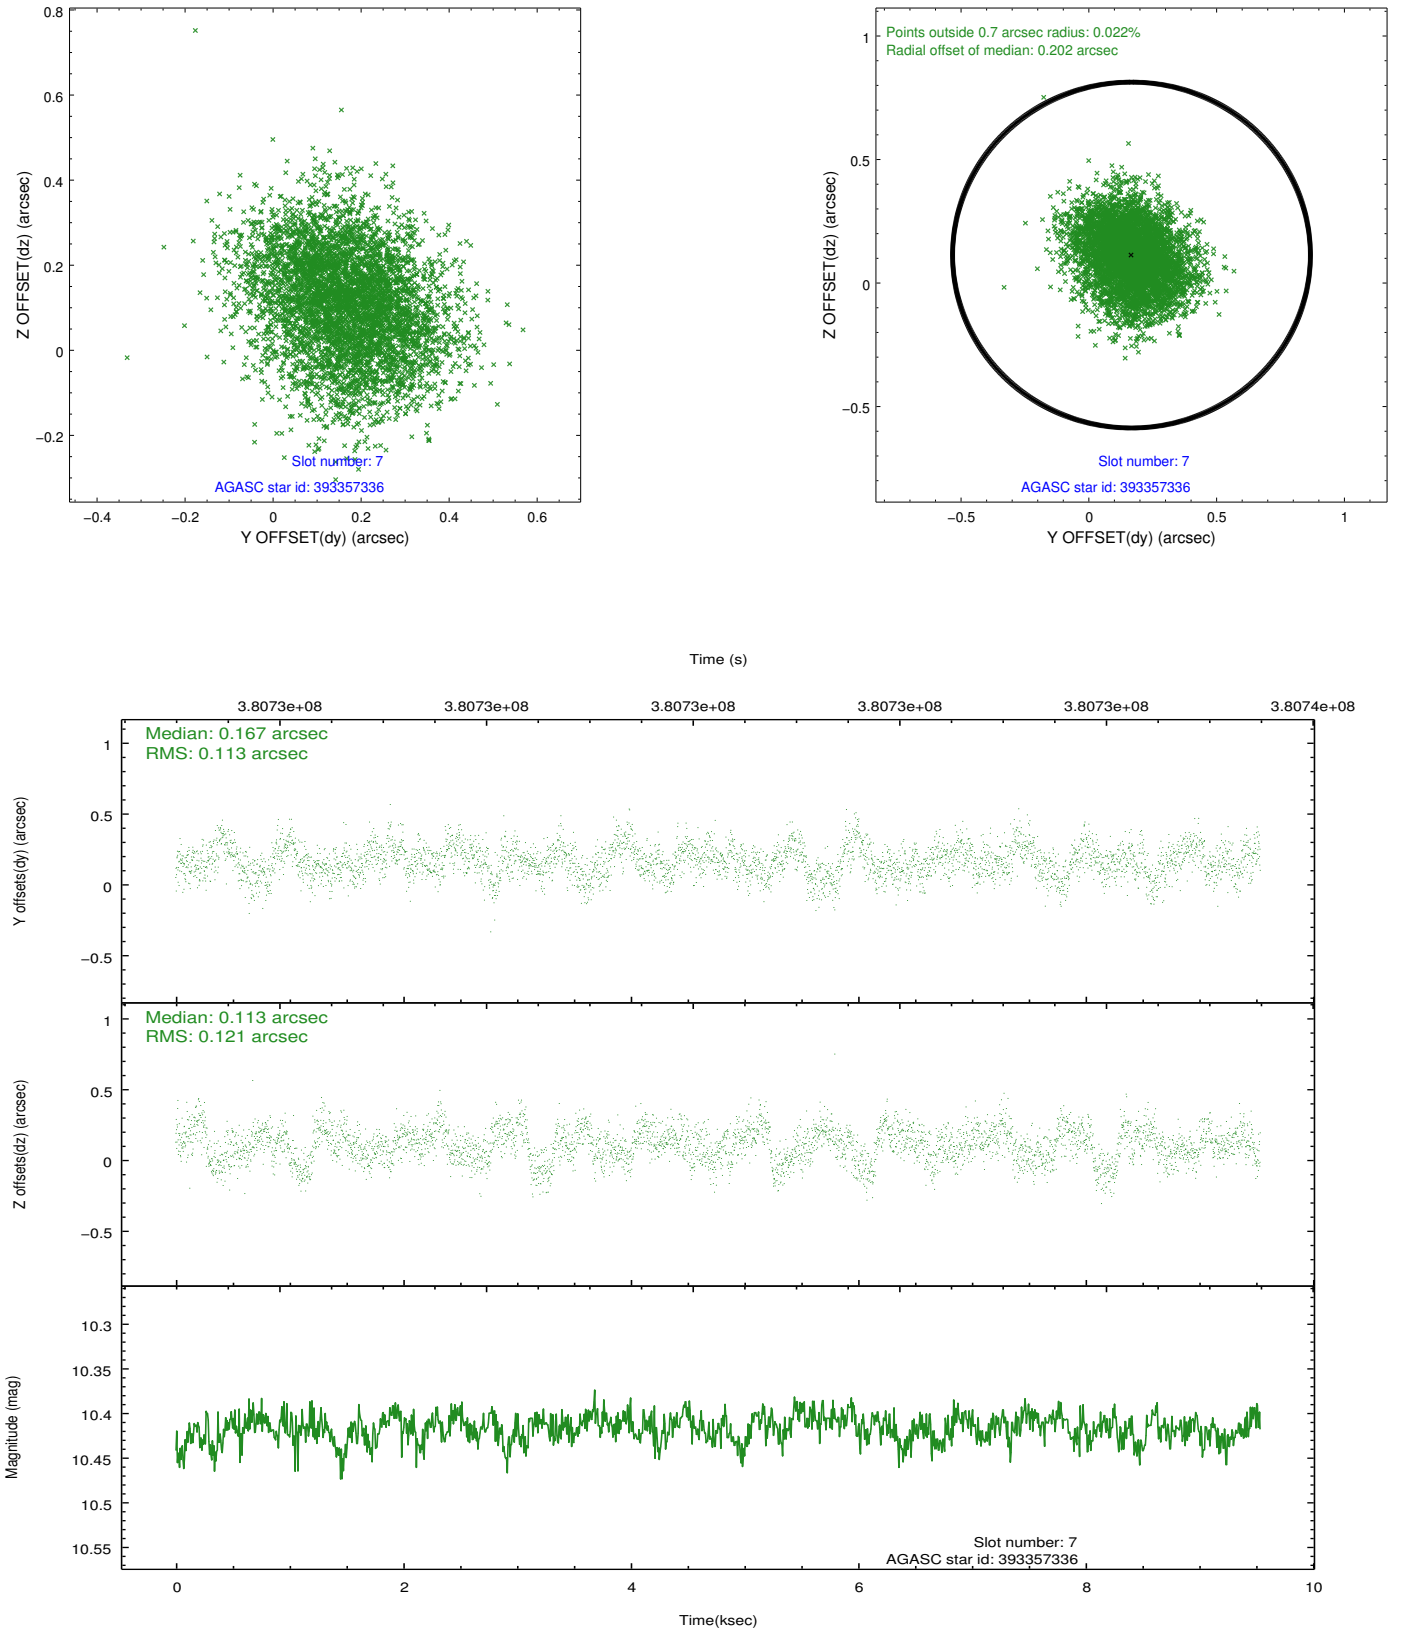 0.8
0.6
0.4
0.2
0
−0.2
Z OFFSET(dz) (arcsec)
Slot number: 7
AGASC star id: 393357336
−0.4 −0.2 0 0.2 0.4 0.6
Y OFFSET(dy) (arcsec)
Points outside 0.7 arcsec radius: 0.022%
Radial offset of median: 0.202 arcsec
1
0.5
0
−0.5
Z OFFSET(dz) (arcsec)
Slot number: 7
AGASC star id: 393357336
−0.5 0 0.5 1
Y OFFSET(dy) (arcsec)
Time (s)
3.8073e+08 3.8073e+08 3.8073e+08 3.8073e+08 3.8073e+08 3.8074e+08
Median: 0.167 arcsec
RMS: 0.113 arcsec
1
0.5
0
−0.5
Y offsets(dy) (arcsec)
Median: 0.113 arcsec
RMS: 0.121 arcsec
1
0.5
0
−0.5
Z offsets(dz) (arcsec)
10.3
10.35
10.4
10.45
10.5
10.55
Magnitude (mag)
Slot number: 7
AGASC star id: 393357336
0 2 4 6 8 10
Time(ksec)